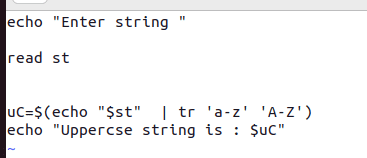 echo "Enter string "
read st
uC=$(echo "$st"  | tr 'a-z' 'A-Z')
echo "Uppercse string is : $uC"
~